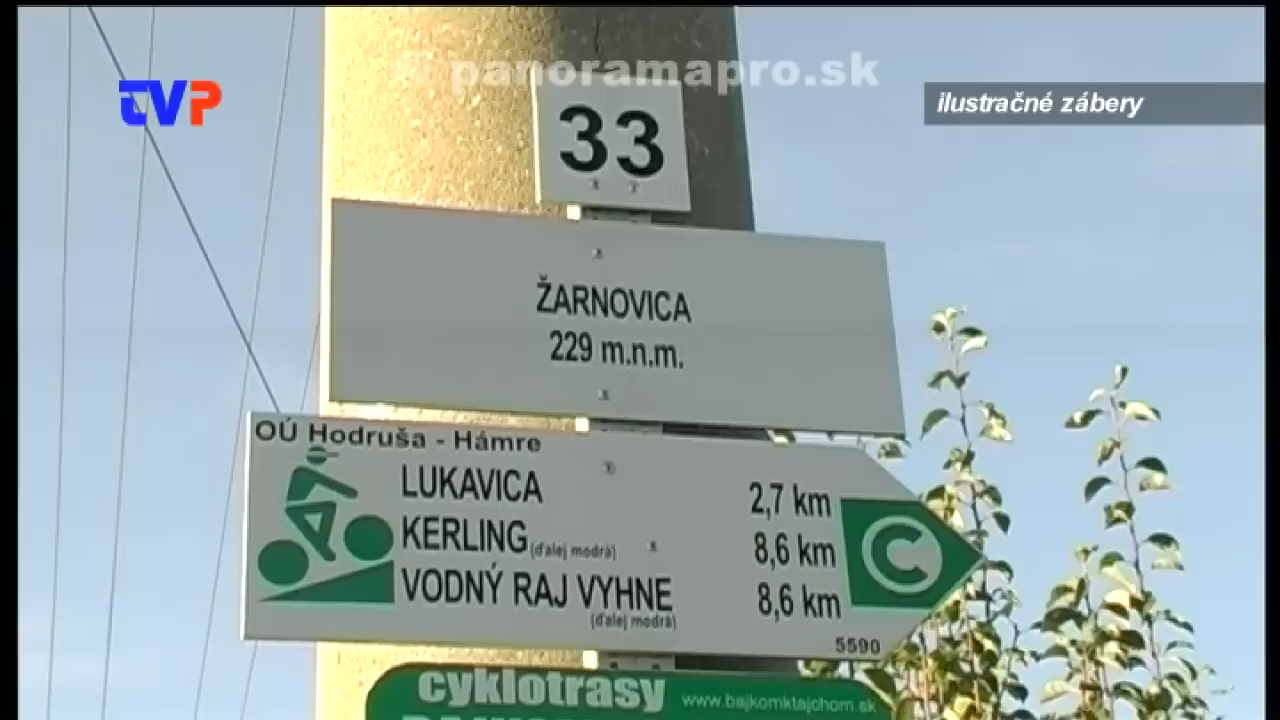 panoramapro.sk
TVP
ilustračné zábery
33
ŽARNOVICA
229 m.n.m.
OÚ Hodruša - Hámre
LUKAVICA 2,7 km
KERLING (ďalej modrá) 8,6 km
VODNÝ RAJ VYHNE 8,6 km
(ďalej modrá)
C
5590
cyklotrasy www.bajkomktajchom.sk